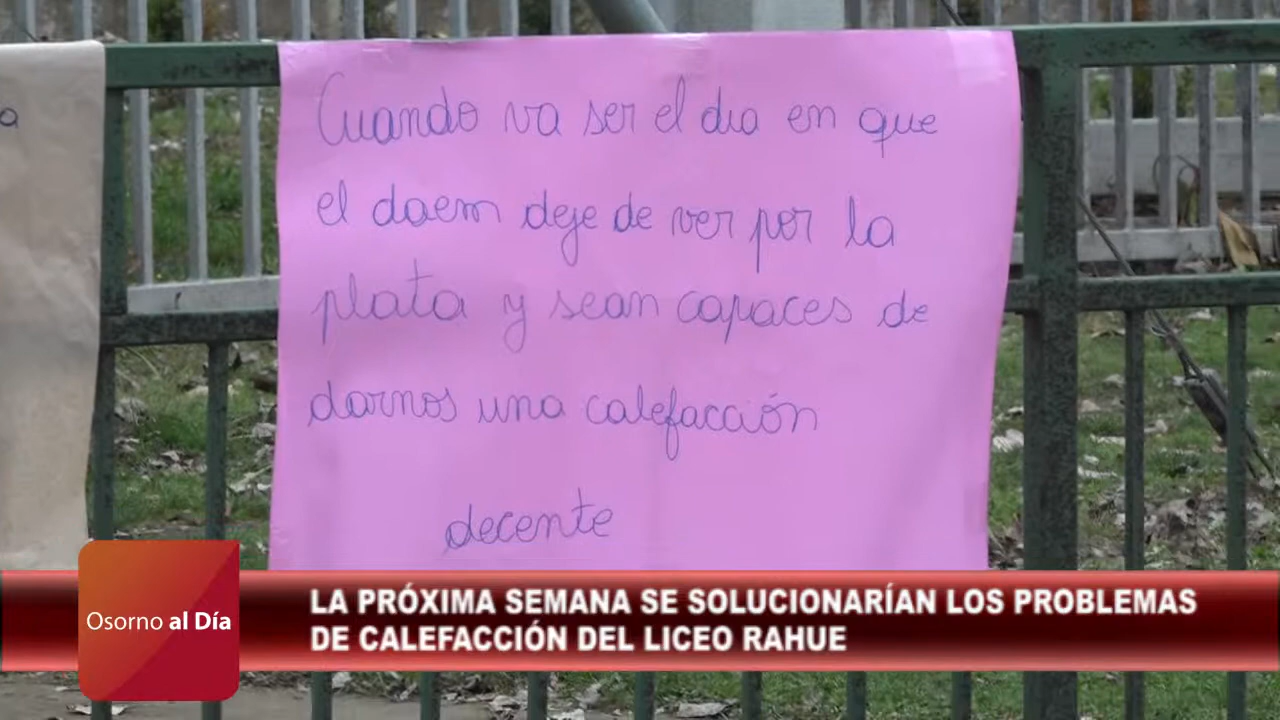 a
Cuando va ser el dia en que
el daem deje de ver por la
plata y sean capaces de
darnos una calefacción
decente
Osorno al Día
LA PRÓXIMA SEMANA SE SOLUCIONARÍAN LOS PROBLEMAS
DE CALEFACCIÓN DEL LICEO RAHUE